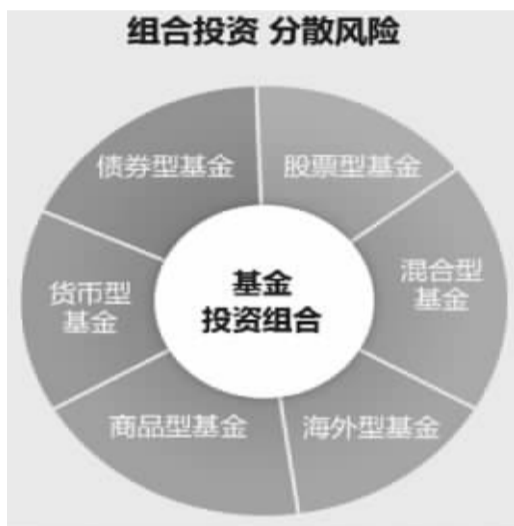 组合投资 分散风险
债券型基金
股票型基金
货币型
基金
基金
投资组合
混合型
基金
商品型基金
海外型基金